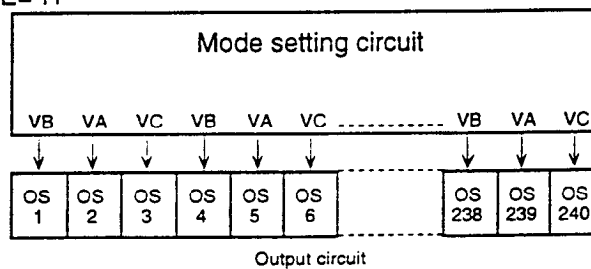 Mode setting circuit
VB VA VC VB VA VC VB VA VC
OS 1 OS 2 OS 3 OS 4 OS 5 OS 6 OS 238 OS 239 OS 240
Output circuit